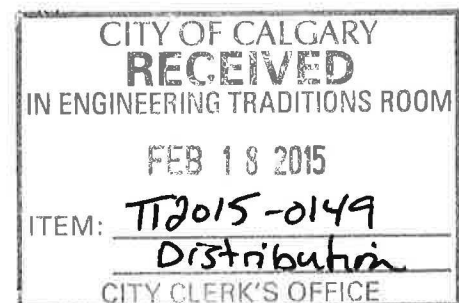 CITY OF CALGARY
RECEIVED
IN ENGINEERING TRADITIONS ROOM
FEB 18 2015
ITEM: TT2015-0149
Distribution
CITY CLERK'S OFFICE